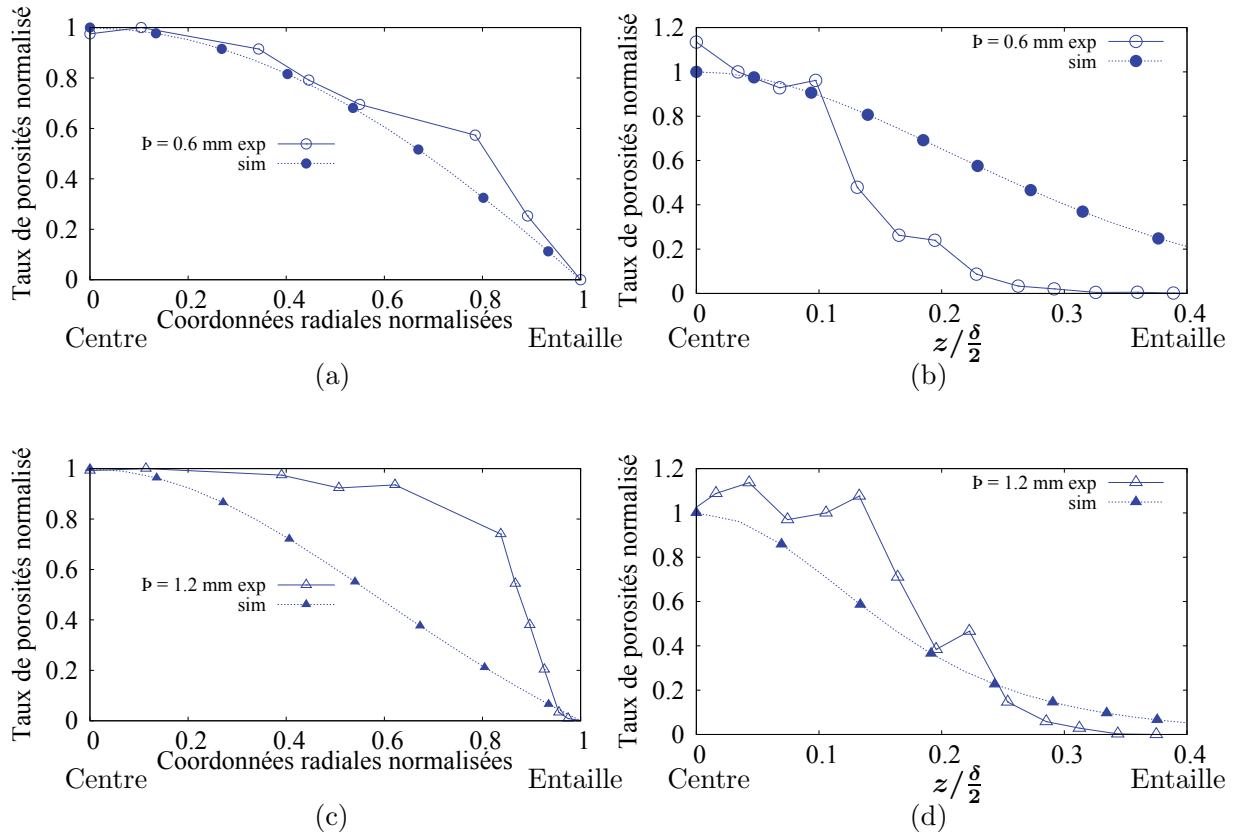 Taux de porosités normalisé
1
0.8
0.6
0.4
0.2
0
Þ = 0.6 mm exp
sim
0 0.2 0.4 0.6 0.8 1
Coordonnées radiales normalisées
Centre Entaille
(a)
Taux de porosités normalisé
1.2
1
0.8
0.6
0.4
0.2
0
Þ = 0.6 mm exp
sim
0 0.1 0.2 0.3 0.4
Centre z/δ/2 Entaille
(b)
Taux de porosités normalisé
1
0.8
0.6
0.4
0.2
0
Þ = 1.2 mm exp
sim
0 0.2 0.4 0.6 0.8 1
Coordonnées radiales normalisées
Centre Entaille
(c)
Taux de porosités normalisé
1.2
1
0.8
0.6
0.4
0.2
0
Þ = 1.2 mm exp
sim
0 0.1 0.2 0.3 0.4
Centre z/δ/2 Entaille
(d)